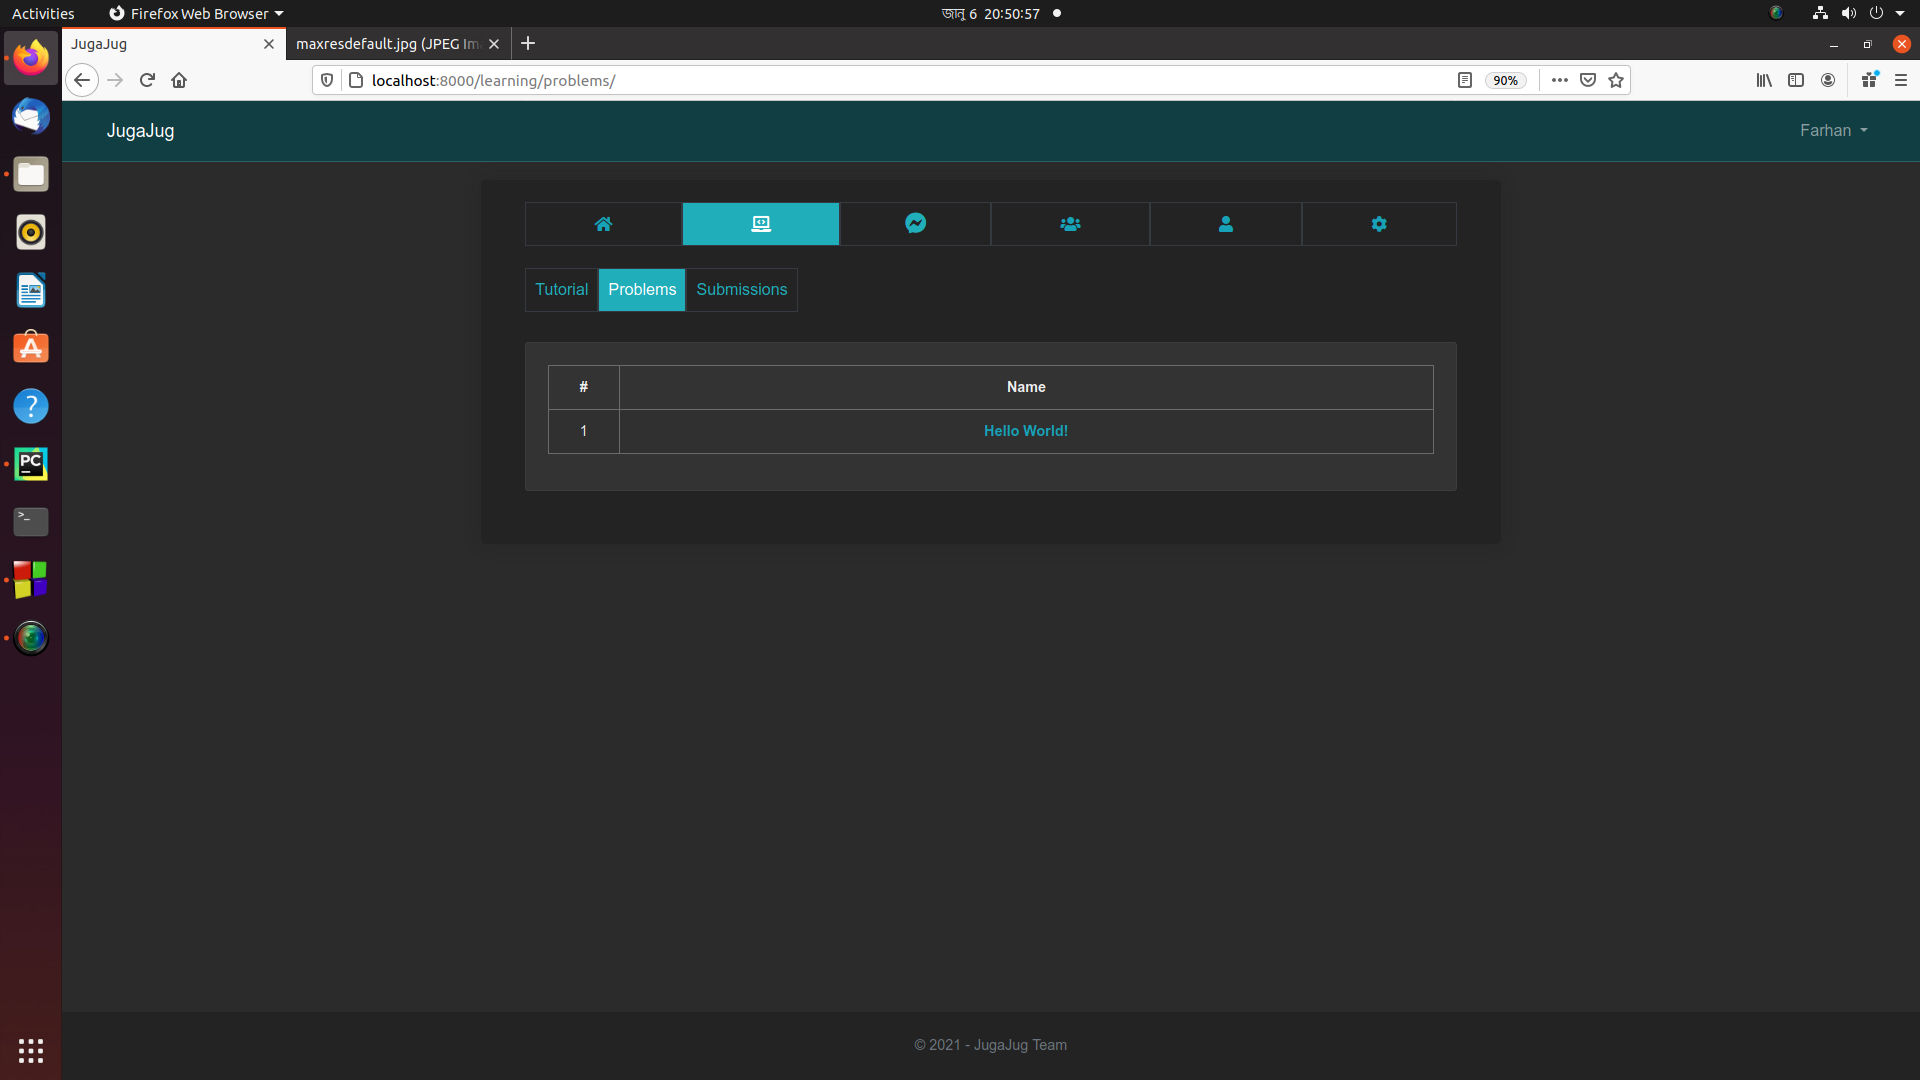 Activities
Firefox Web Browser
জানু 6 20:50:57
JugaJug
maxresdefault.jpg (JPEG Im
localhost:8000/learning/problems/
90%
JugaJug
Farhan
Tutorial
Problems
Submissions
# Name
1 Hello World!
PC
>_
© 2021 - JugaJug Team